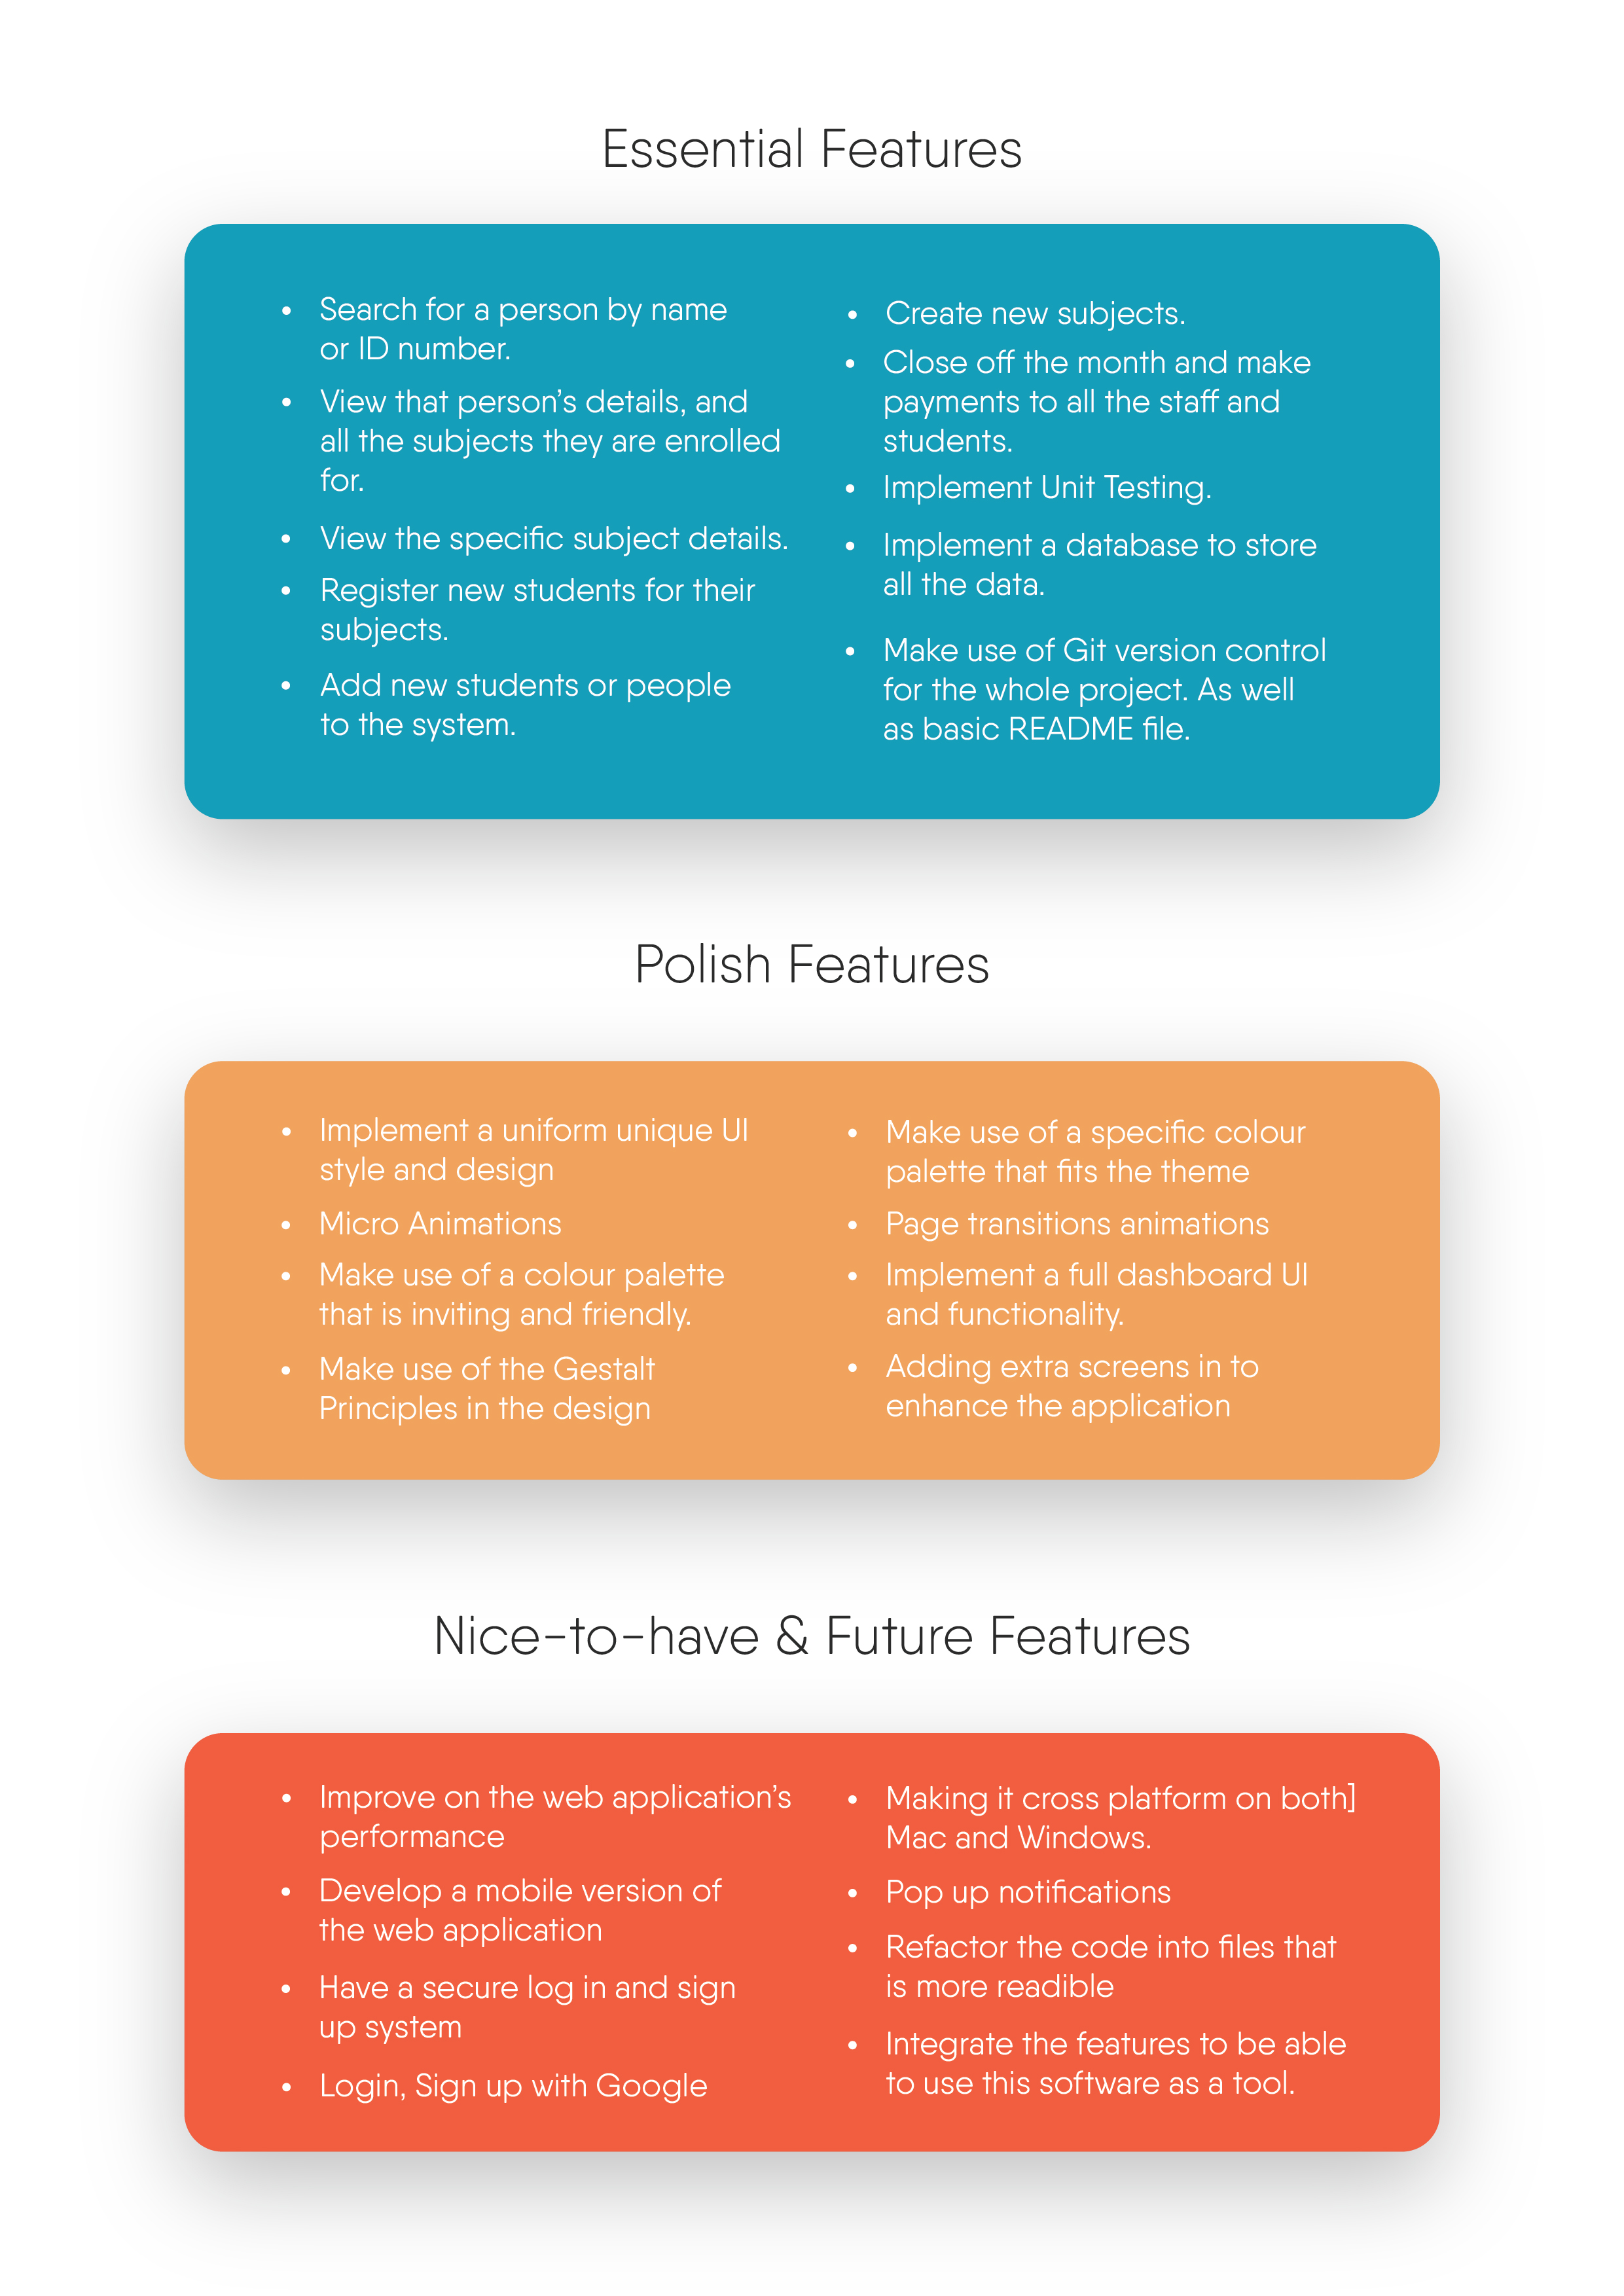 Essential Features
• Search for a person by name
or ID number.
• View that person’s details, and
all the subjects they are enrolled
for.
• View the specific subject details.
• Register new students for their
subjects.
• Add new students or people
to the system.
• Create new subjects.
• Close off the month and make
payments to all the staff and
students.
• Implement Unit Testing.
• Implement a database to store
all the data.
• Make use of Git version control
for the whole project. As well
as basic README file.
Polish Features
• Implement a uniform unique UI
style and design
• Micro Animations
• Make use of a colour palette
that is inviting and friendly.
• Make use of the Gestalt
Principles in the design
• Make use of a specific colour
palette that fits the theme
• Page transitions animations
• Implement a full dashboard UI
and functionality.
• Adding extra screens in to
enhance the application
Nice-to-have & Future Features
• Improve on the web application’s
performance
• Develop a mobile version of
the web application
• Have a secure log in and sign
up system
• Login, Sign up with Google
• Making it cross platform on both]
Mac and Windows.
• Pop up notifications
• Refactor the code into files that
is more readible
• Integrate the features to be able
to use this software as a tool.